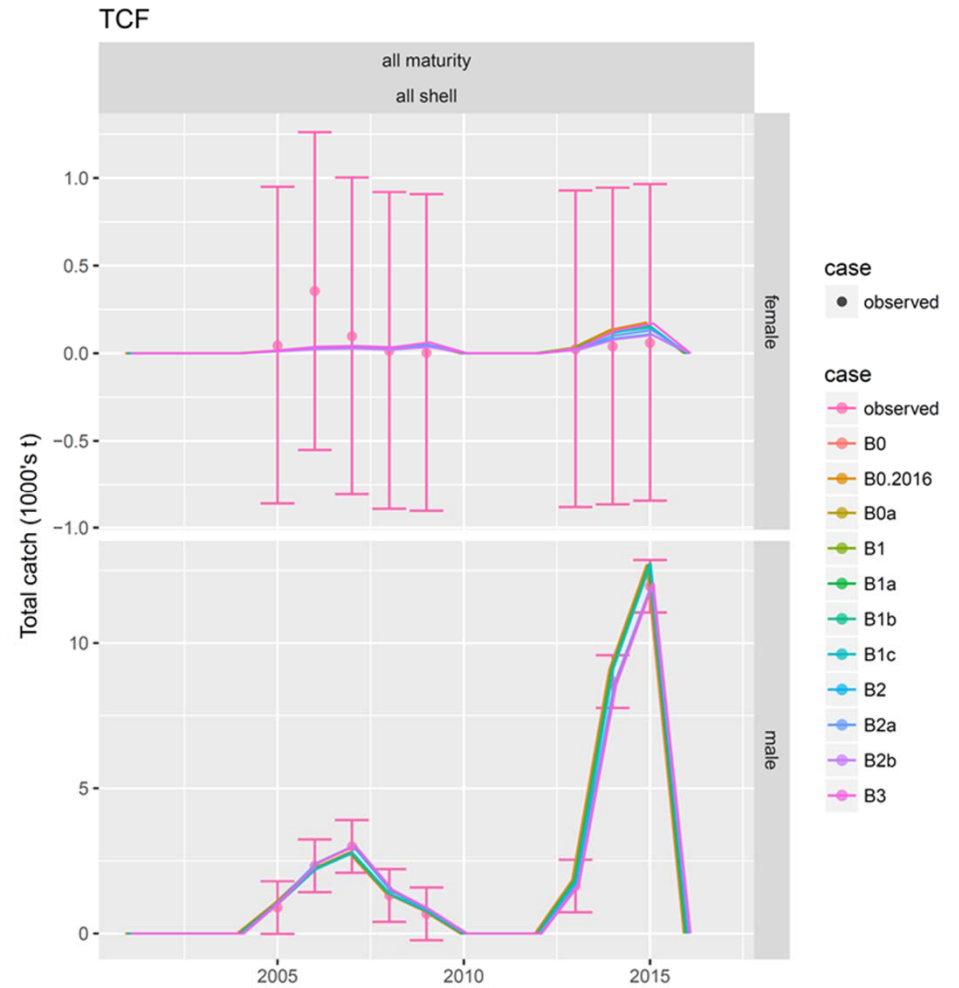 TCF
all maturity
all shell
1.0
0.5
0.0
−0.5
−1.0
female
10
5
0
male
2005
2010
2015
Total catch (1000's t)
case
observed
case
observed
B0
B0.2016
B0a
B1
B1a
B1b
B1c
B2
B2a
B2b
B3